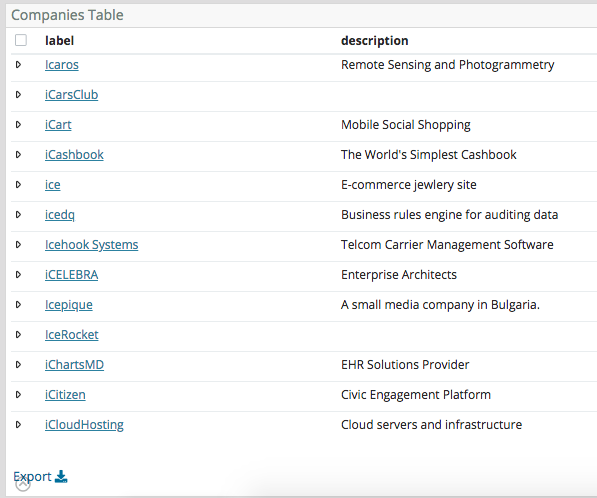 Companies Table
label description
Icaros Remote Sensing and Photogrammetry
iCarsClub
iCart Mobile Social Shopping
iCashbook The World's Simplest Cashbook
ice E-commerce jewlery site
icedq Business rules engine for auditing data
Icehook Systems Telcom Carrier Management Software
iCELEBRA Enterprise Architects
Icepique A small media company in Bulgaria.
IceRocket
iChartsMD EHR Solutions Provider
iCitizen Civic Engagement Platform
iCloudHosting Cloud servers and infrastructure
Export